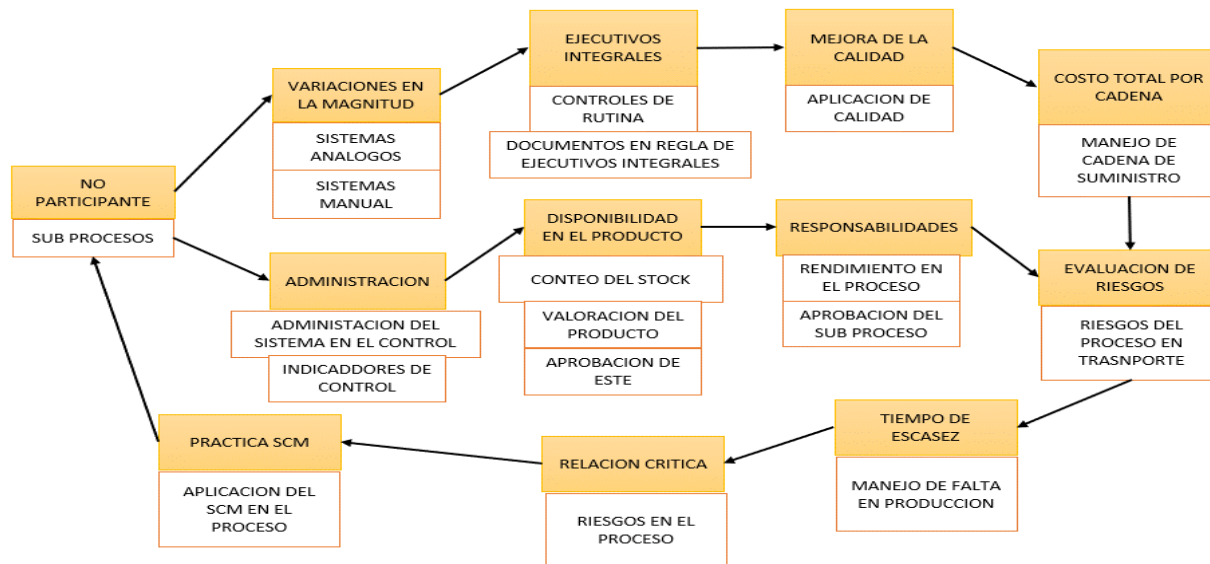 NO
PARTICIPANTE
SUB PROCESOS
VARIACIONES EN
LA MAGNITUD
SISTEMAS
ANALOGOS
SISTEMAS
MANUAL
EJECUTIVOS
INTEGRALES
CONTROLES DE
RUTINA
DOCUMENTOS EN REGLA DE
EJECUTIVOS INTEGRALES
MEJORA DE LA
CALIDAD
APLICACION DE
CALIDAD
COSTO TOTAL POR
CADENA
MANEJO DE
CADENA DE
SUMINISTRO
ADMINISTRACION
ADMINISTACION DEL
SISTEMA EN EL CONTROL
INDICADDORES DE
CONTROL
DISPONIBILIDAD
EN EL PRODUCTO
CONTEO DEL STOCK
VALORACION DEL
PRODUCTO
APROBACION DE
ESTE
RESPONSABILIDADES
RENDIMIENTO EN
EL PROCESO
APROBACION DEL
SUB PROCESO
EVALUACION DE
RIESGOS
RIESGOS DEL
PROCESO EN
TRASNPORTE
TIEMPO DE
ESCASEZ
MANEJO DE FALTA
EN PRODUCCION
RELACION CRITICA
RIESGOS EN EL
PROCESO
PRACTICA SCM
APLICACION DEL
SCM EN EL
PROCESO